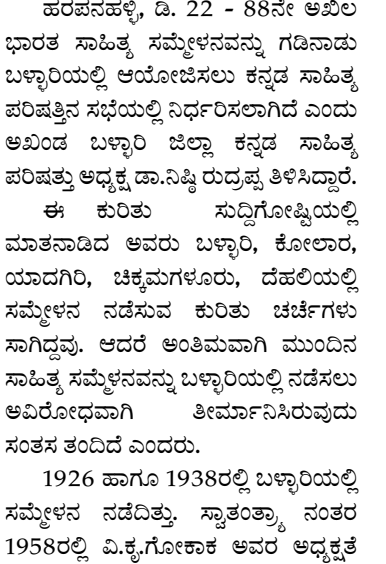 ಹರಪನಹಳ್ಳಿ, ಡಿ. 22 - 88ನೇ ಅಖಿಲ
ಭಾರತ ಸಾಹಿತ್ಯ ಸಮ್ಮೇಳನವನ್ನು ಗಡಿನಾಡು
ಬಳ್ಳಾರಿಯಲ್ಲಿ ಆಯೋಜಿಸಲು ಕನ್ನಡ ಸಾಹಿತ್ಯ
ಪರಿಷತ್ತಿನ ಸಭೆಯಲ್ಲಿ ನಿರ್ಧರಿಸಲಾಗಿದೆ ಎಂದು
ಅಖಂಡ ಬಳ್ಳಾರಿ ಜಿಲ್ಲಾ ಕನ್ನಡ ಸಾಹಿತ್ಯ
ಪರಿಷತ್ತು ಅಧ್ಯಕ್ಷ ಡಾ.ನಿಷ್ಠಿ ರುದ್ರಪ್ಪ ತಿಳಿಸಿದ್ದಾರೆ.
ಈ ಕುರಿತು ಸುದ್ದಿಗೋಷ್ಟಿಯಲ್ಲಿ
ಮಾತನಾಡಿದ ಅವರು ಬಳ್ಳಾರಿ, ಕೋಲಾರ,
ಯಾದಗಿರಿ, ಚಿಕ್ಕಮಗಳೂರು, ದೆಹಲಿಯಲ್ಲಿ
ಸಮ್ಮೇಳನ ನಡೆಸುವ ಕುರಿತು ಚರ್ಚೆಗಳು
ಸಾಗಿದ್ದವು. ಆದರೆ ಅಂತಿಮವಾಗಿ ಮುಂದಿನ
ಸಾಹಿತ್ಯ ಸಮ್ಮೆಳನವನ್ನು ಬಳ್ಳಾರಿಯಲ್ಲಿ ನಡೆಸಲು
ಅವಿರೋಧವಾಗಿ ತೀರ್ಮಾನಿಸಿರುವುದು
ಸಂತಸ ತಂದಿದೆ ಎಂದರು.
1926 ಹಾಗೂ 1938ರಲ್ಲಿ ಬಳ್ಳಾರಿಯಲ್ಲಿ
ಸಮ್ಮೇಳನ ನಡೆದಿತ್ತು. ಸ್ವಾತಂತ್ರ್ಯಾ ನಂತರ
1958ರಲ್ಲಿ ವಿ.ಕೃ.ಗೋಕಾಕ ಅವರ ಅಧ್ಯಕ್ಷತೆ